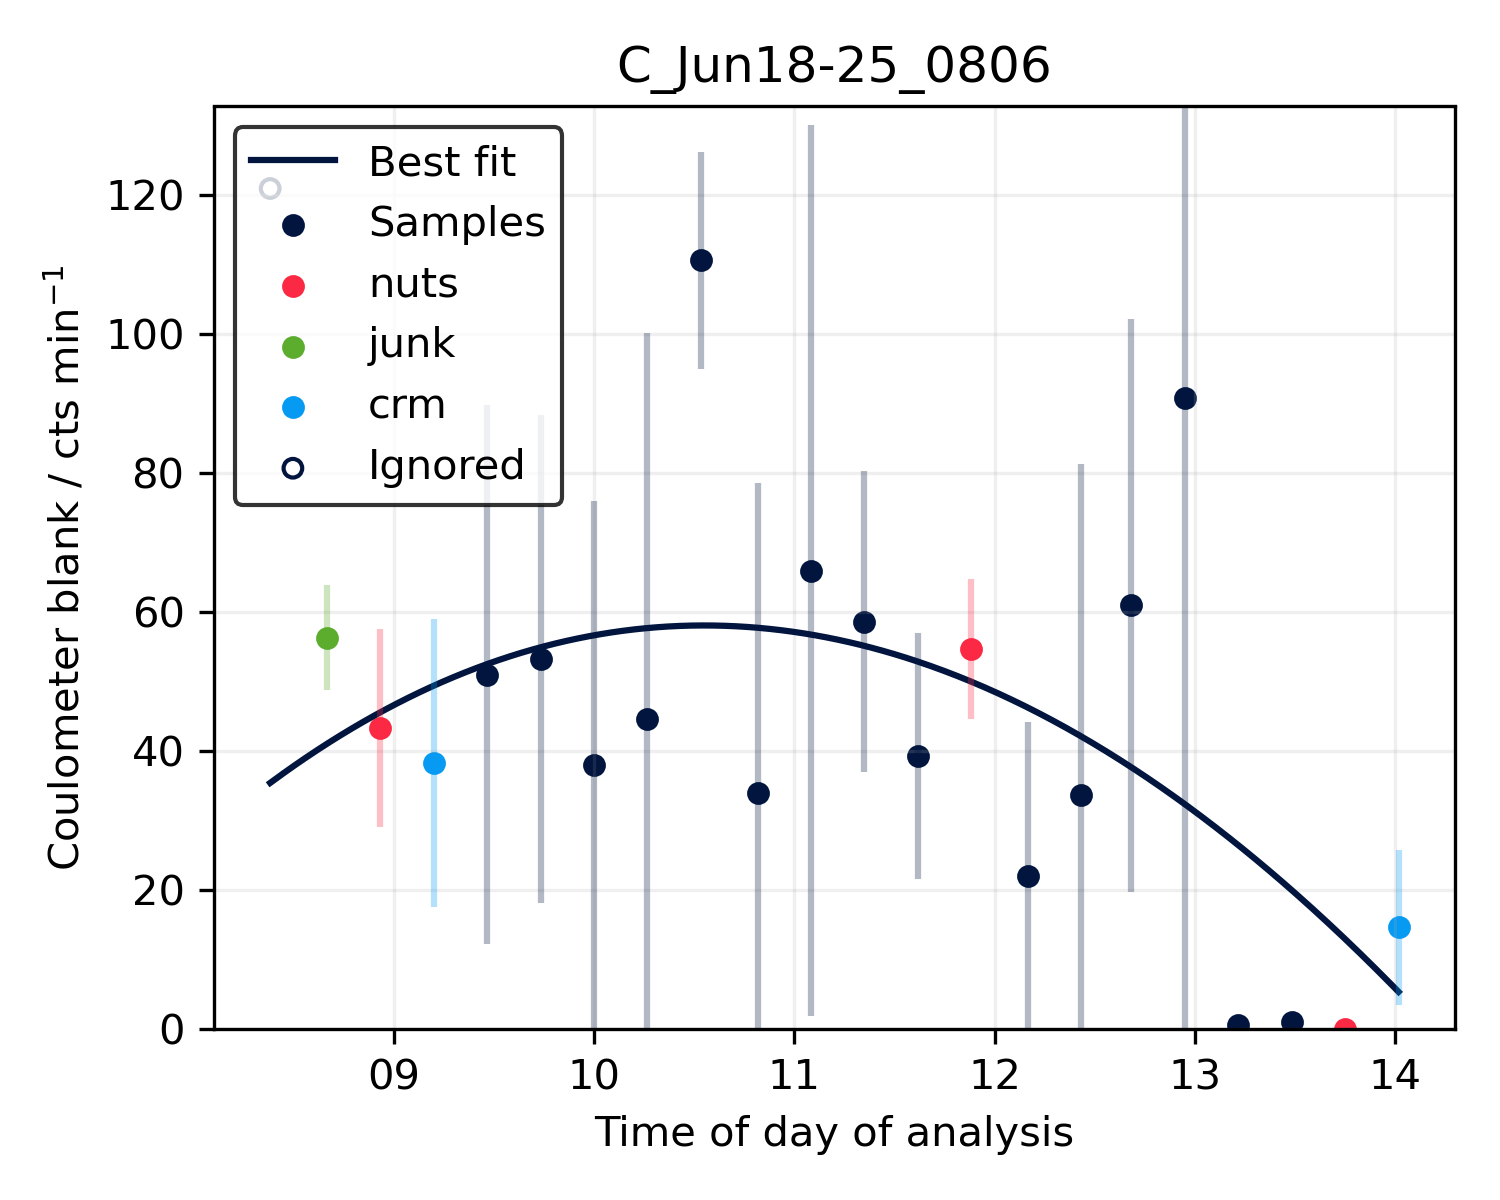 C_Jun18-25_0806
Coulometer blank / cts min⁻¹
120
100
80
60
40
20
0
Best fit
Samples
nuts
junk
crm
Ignored
09 10 11 12 13 14
Time of day of analysis